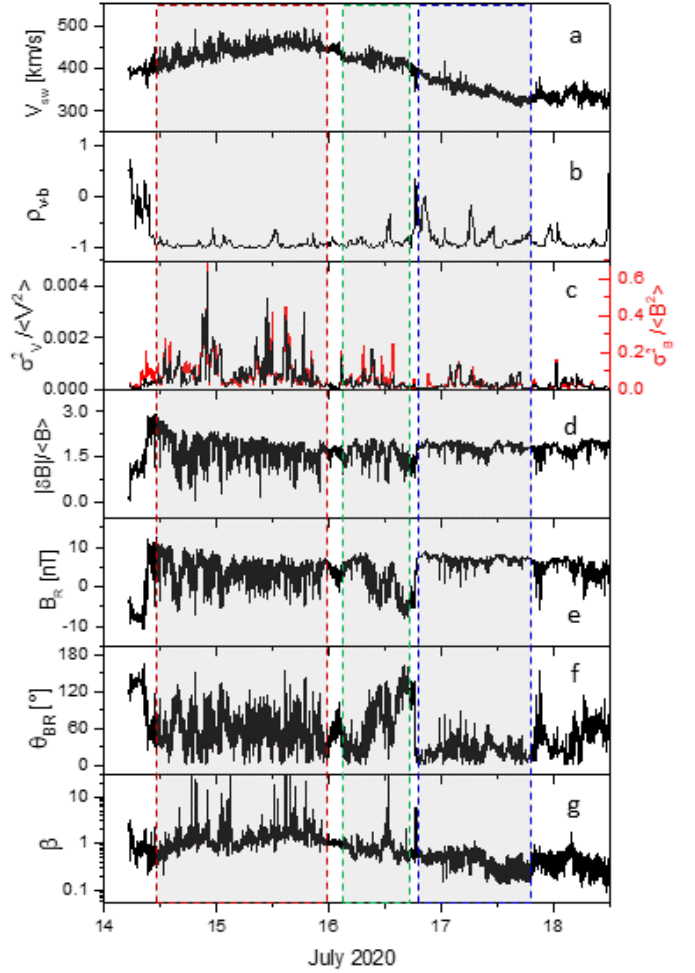 500
400
300
V_sw [km/s]
a
1
0
-1
ρ_v-b
b
0.004
0.002
0.000
σ²_V/<V²>
c
0.6
0.4
0.2
0.0
σ²_B/<B²>
3.0
1.5
0.0
|δB|/<B>
d
10
0
-10
B_R [nT]
e
180
120
60
0
θ_BR [°]
f
10
1
0.1
β
g
14 15 16 17 18
July 2020